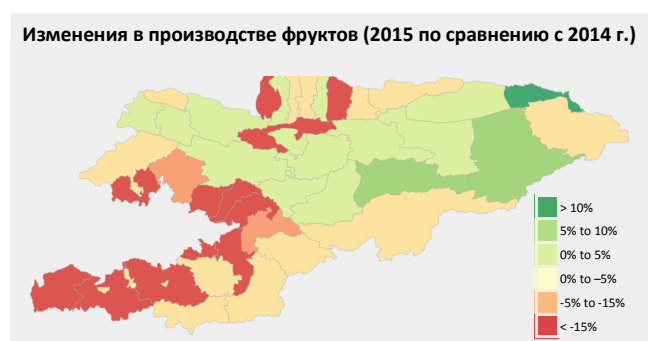 Изменения в производстве фруктов (2015 по сравнению с 2014 г.)
> 10%
5% to 10%
0% to 5%
0% to –5%
-5% to -15%
< -15%